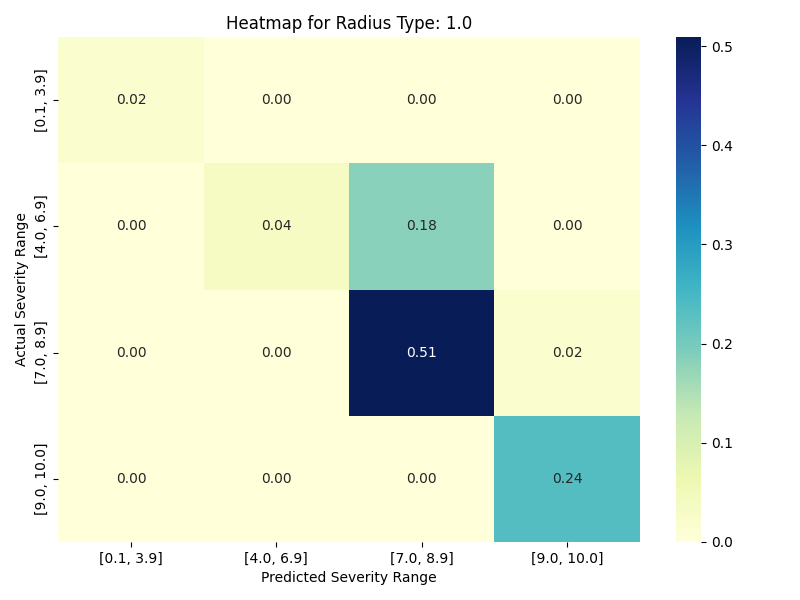 Heatmap for Radius Type: 1.0
Actual Severity Range
[0.1, 3.9]
0.02 0.00 0.00 0.00
[4.0, 6.9]
0.00 0.04 0.18 0.00
[7.0, 8.9]
0.00 0.00 0.51 0.02
[9.0, 10.0]
0.00 0.00 0.00 0.24
[0.1, 3.9] [4.0, 6.9] [7.0, 8.9] [9.0, 10.0]
Predicted Severity Range
0.5
0.4
0.3
0.2
0.1
0.0